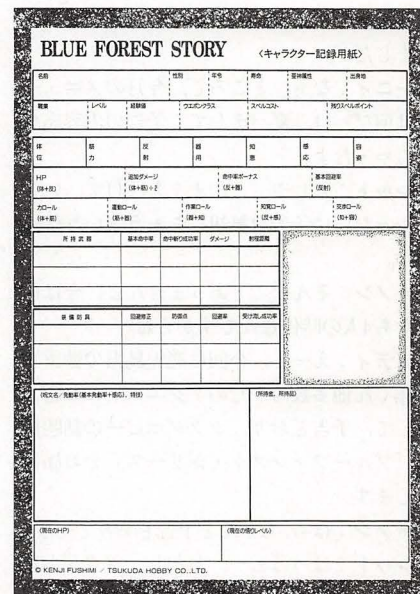 BLUE FOREST STORY 〈キャラクター記録用紙〉
名前 性別 年令 寿命 至神属性 出身地
職業 レベル 経験値 ウエポンクラス スペルコスト 残りスペルポイント
体位 筋力 反射 器用 知恵 感応 容姿
HP (体+反) 追加ダメージ (体+筋)÷2 命中率ボーナス (反+器) 基本回避率 (反射)
力ロール (体+筋) 運動ロール (筋+器) 作業ロール (器+知) 知覚ロール (反+感) 交渉ロール (知+容)
所持武器 基本命中率 命中斬り成功率 ダメージ 射程距離
装備防具 回避修正 防御点 回避率 受け流し成功率
(呪文名/発動率(基本発動率+感応)、特技) (所持金、所持品)
(現在のHP) (現在の悟りレベル)
© KENJI FUSHIMI / TSUKUDA HOBBY CO.,LTD.